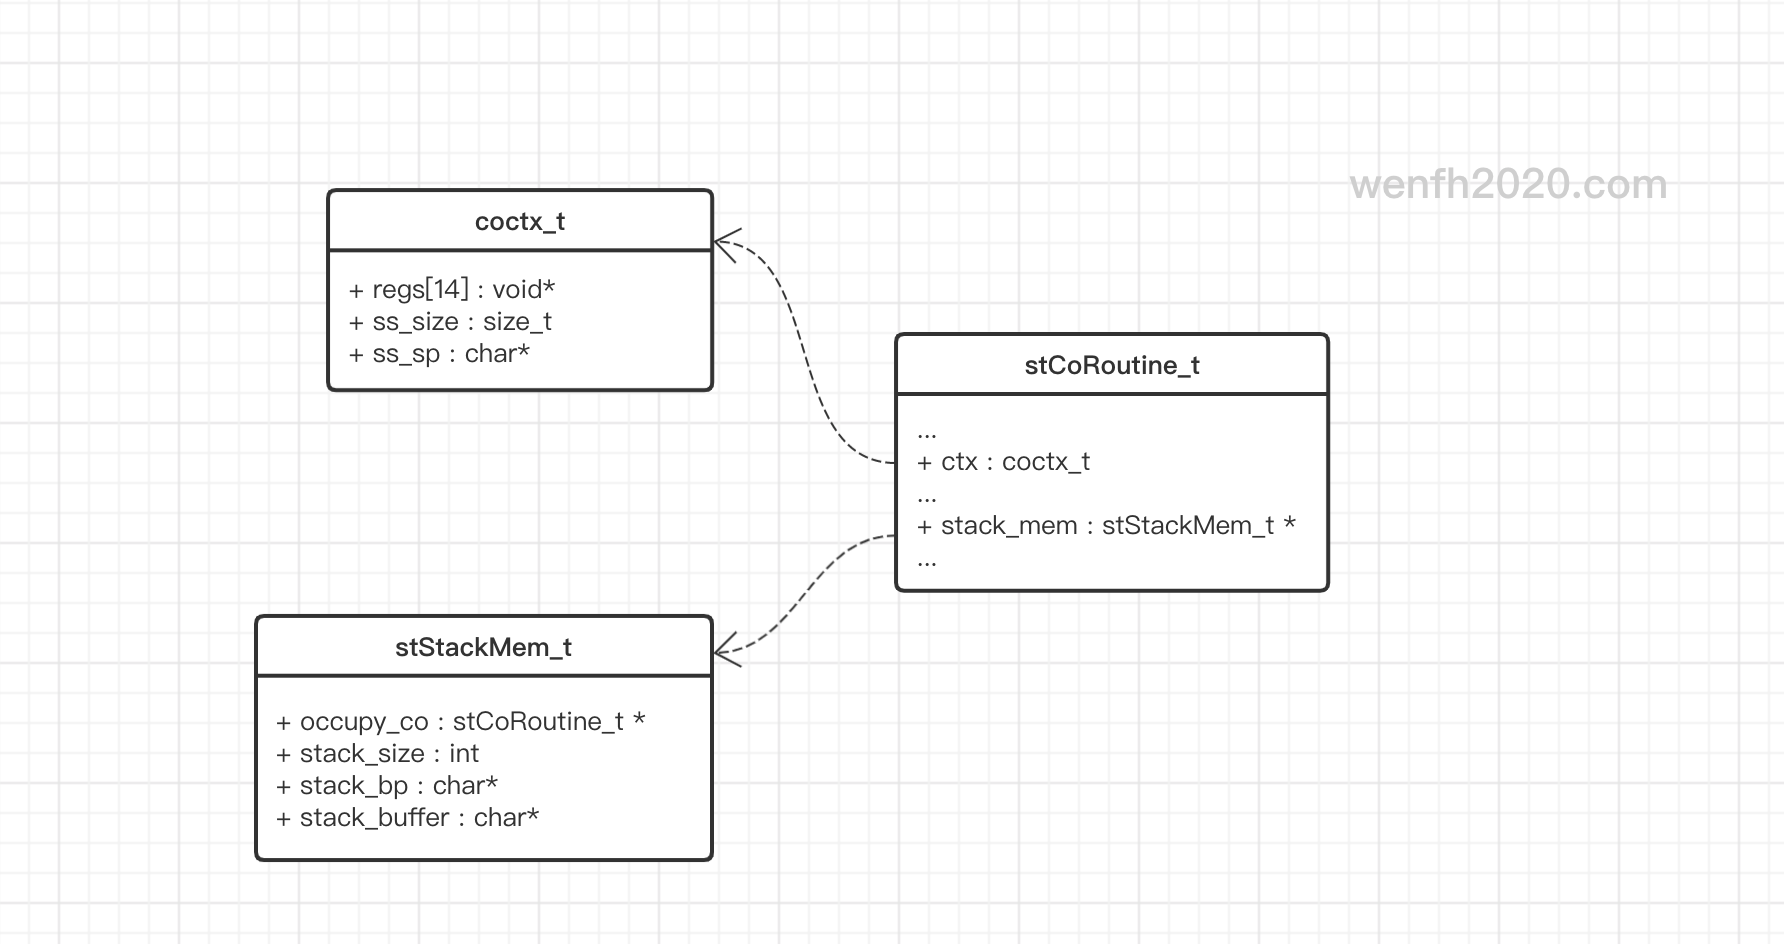 wenfh2020.com
coctx_t
+ regs[14] : void*
+ ss_size : size_t
+ ss_sp : char*
stCoRoutine_t
...
+ ctx : coctx_t
...
+ stack_mem : stStackMem_t *
...
stStackMem_t
+ occupy_co : stCoRoutine_t *
+ stack_size : int
+ stack_bp : char*
+ stack_buffer : char*